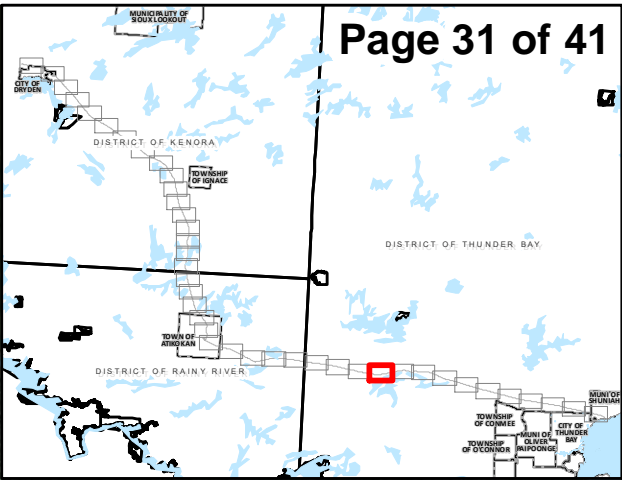 MUNICIPALITY OF
SIOUX LOOKOUT
Page 31 of 41
CITY OF
DRYDEN
DISTRICT OF KENORA
TOWNSHIP
OF IGNACE
DISTRICT OF THUNDER BAY
TOWN OF
ATIKOKAN
DISTRICT OF RAINY RIVER
MUNI OF
SHUNIAH
TOWNSHIP
OF CONMEE
CITY OF
THUNDER
BAY
MUNI OF
OLIVER
PAIPOONGE
TOWNSHIP
OF O'CONNOR